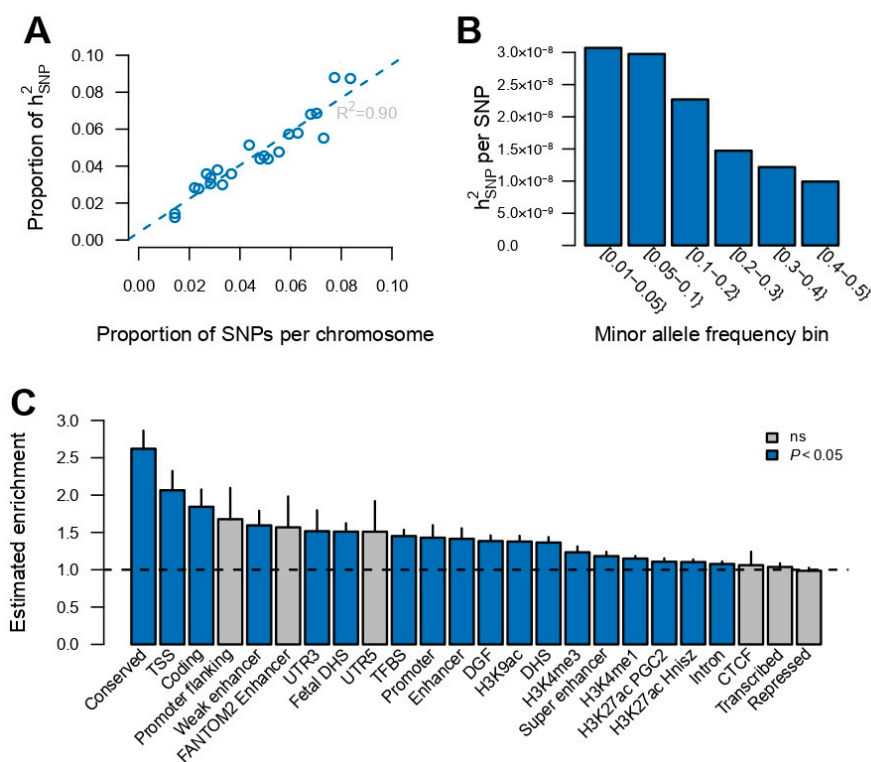 A
Proportion of h²SNP
0.10
0.08
0.06
0.04
0.02
0.00
R²=0.90
0.00 0.02 0.04 0.06 0.08 0.10
Proportion of SNPs per chromosome
B
h²SNP per SNP
3.0×10⁻⁸
2.5×10⁻⁸
2.0×10⁻⁸
1.5×10⁻⁸
1.0×10⁻⁸
5.0×10⁻⁹
0.0
[0.01–0.05}
[0.05–0.1}
[0.1–0.2}
[0.2–0.3}
[0.3–0.4}
[0.4–0.5}
Minor allele frequency bin
C
Estimated enrichment
3.0
2.5
2.0
1.5
1.0
0.5
0.0
ns
P < 0.05
Conserved
TSS
Coding
Promoter flanking
Weak enhancer
FANTOM2 Enhancer
UTR3
Fetal DHS
UTR5
TFBS
Promoter
Enhancer
DGF
H3K9ac
DHS
H3K4me3
Super enhancer
H3K4me1
H3K27ac PGC2
H3K27ac Hnisz
Intron
CTCF
Transcribed
Repressed